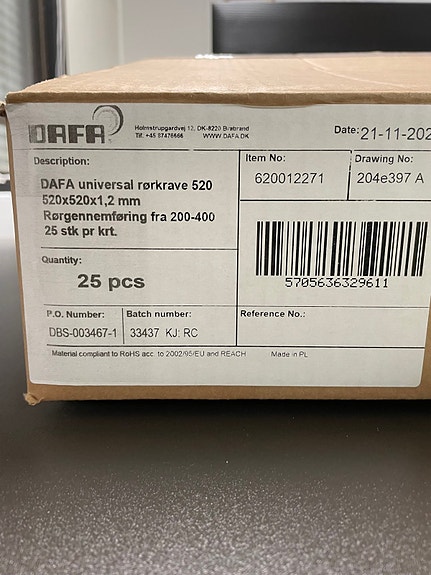 DAFA
Holmstrupgardvej 12, DK-8220 Brabrand
Tlf. +45 87476666 WWW.DAFA.DK
Date: 21-11-202
Description:
DAFA universal rørkrave 520
520x520x1,2 mm
Rørgennemføring fra 200-400
25 stk pr krt.
Item No:
620012271
Drawing No:
204e397 A
5705636329611
Quantity:
25 pcs
P.O. Number:
DBS-003467-1
Batch number:
33437 KJ: RC
Reference No.:
Material compliant to RoHS acc. to 2002/95/EU and REACH
Made in PL